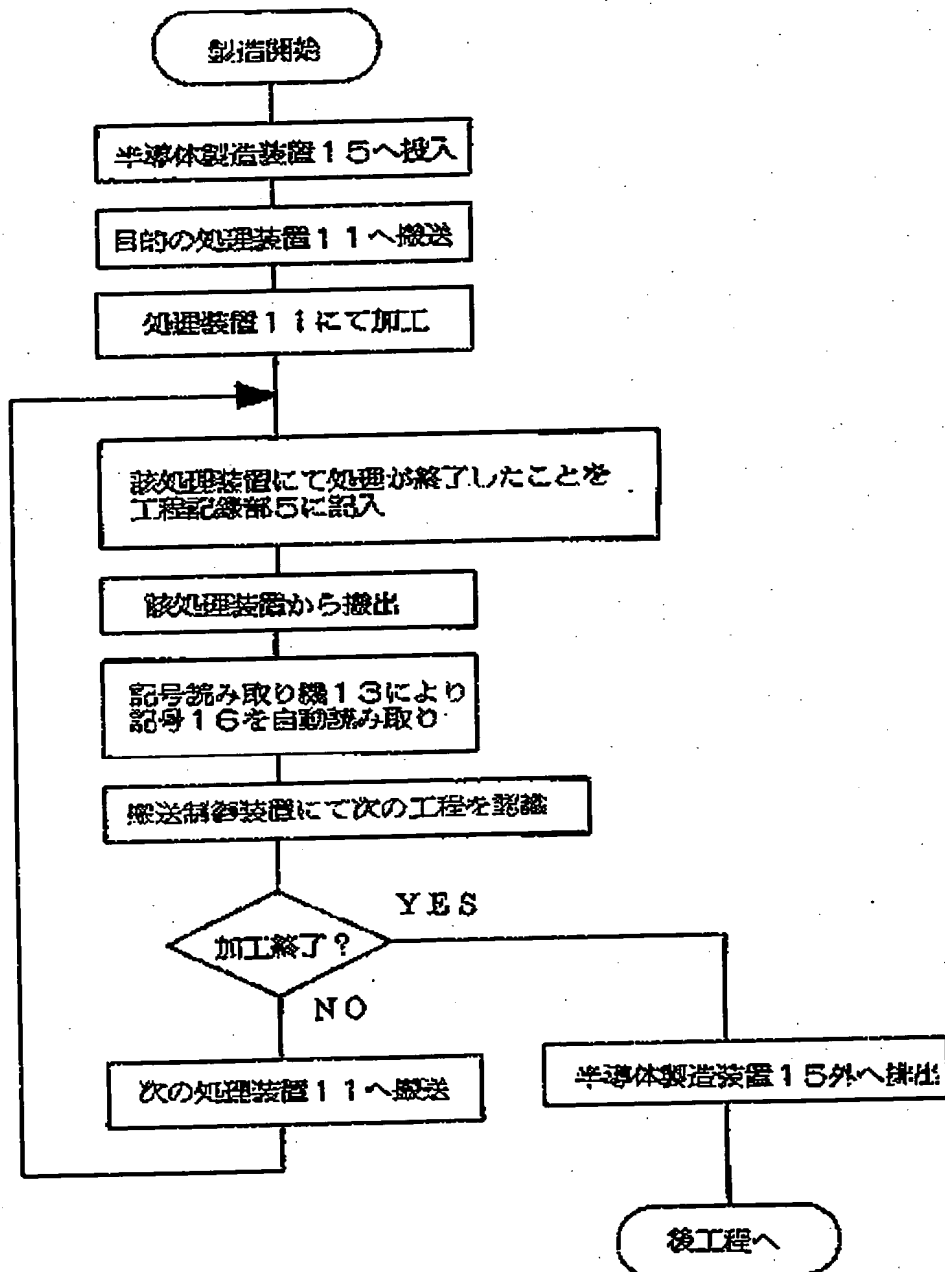 製造開始
半導体製造装置15へ投入
目的の処理装置11へ搬送
処理装置11にて加工
該処理装置にて処理が終了したことを
工程記録部5に記入
該処理装置から搬出
記号読み取り機13により
記号16を自動読み取り
搬送制御装置にて次の工程を認識
加工終了?
YES
NO
次の処理装置11へ搬送
半導体製造装置15外へ排出
後工程へ